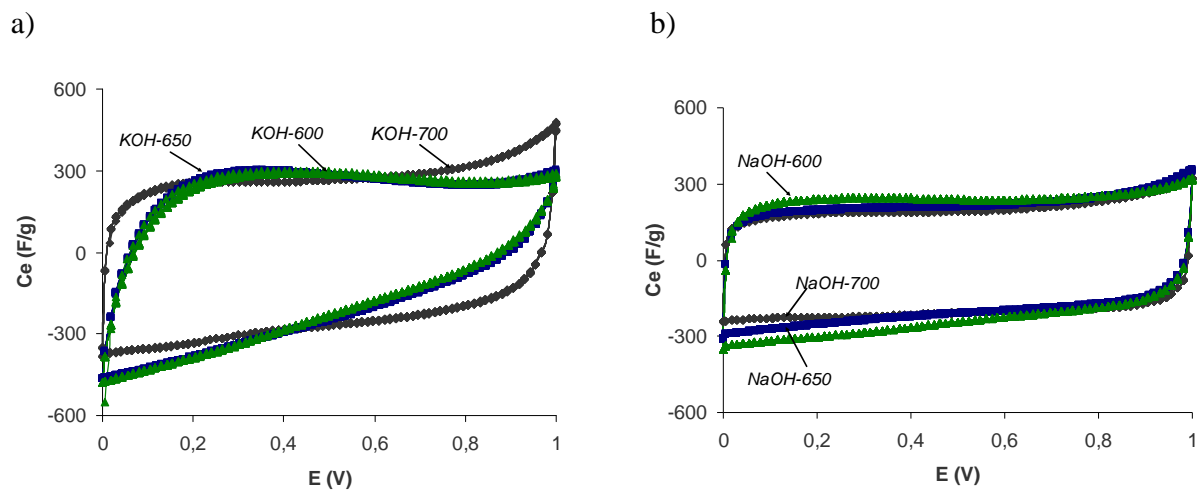 a)
600
300
0
-300
-600
Ce (F/g)
KOH-650
KOH-600
KOH-700
0 0,2 0,4 0,6 0,8 1
E (V)
b)
600
300
0
-300
-600
Ce (F/g)
NaOH-600
NaOH-700
NaOH-650
0 0,2 0,4 0,6 0,8 1
E (V)